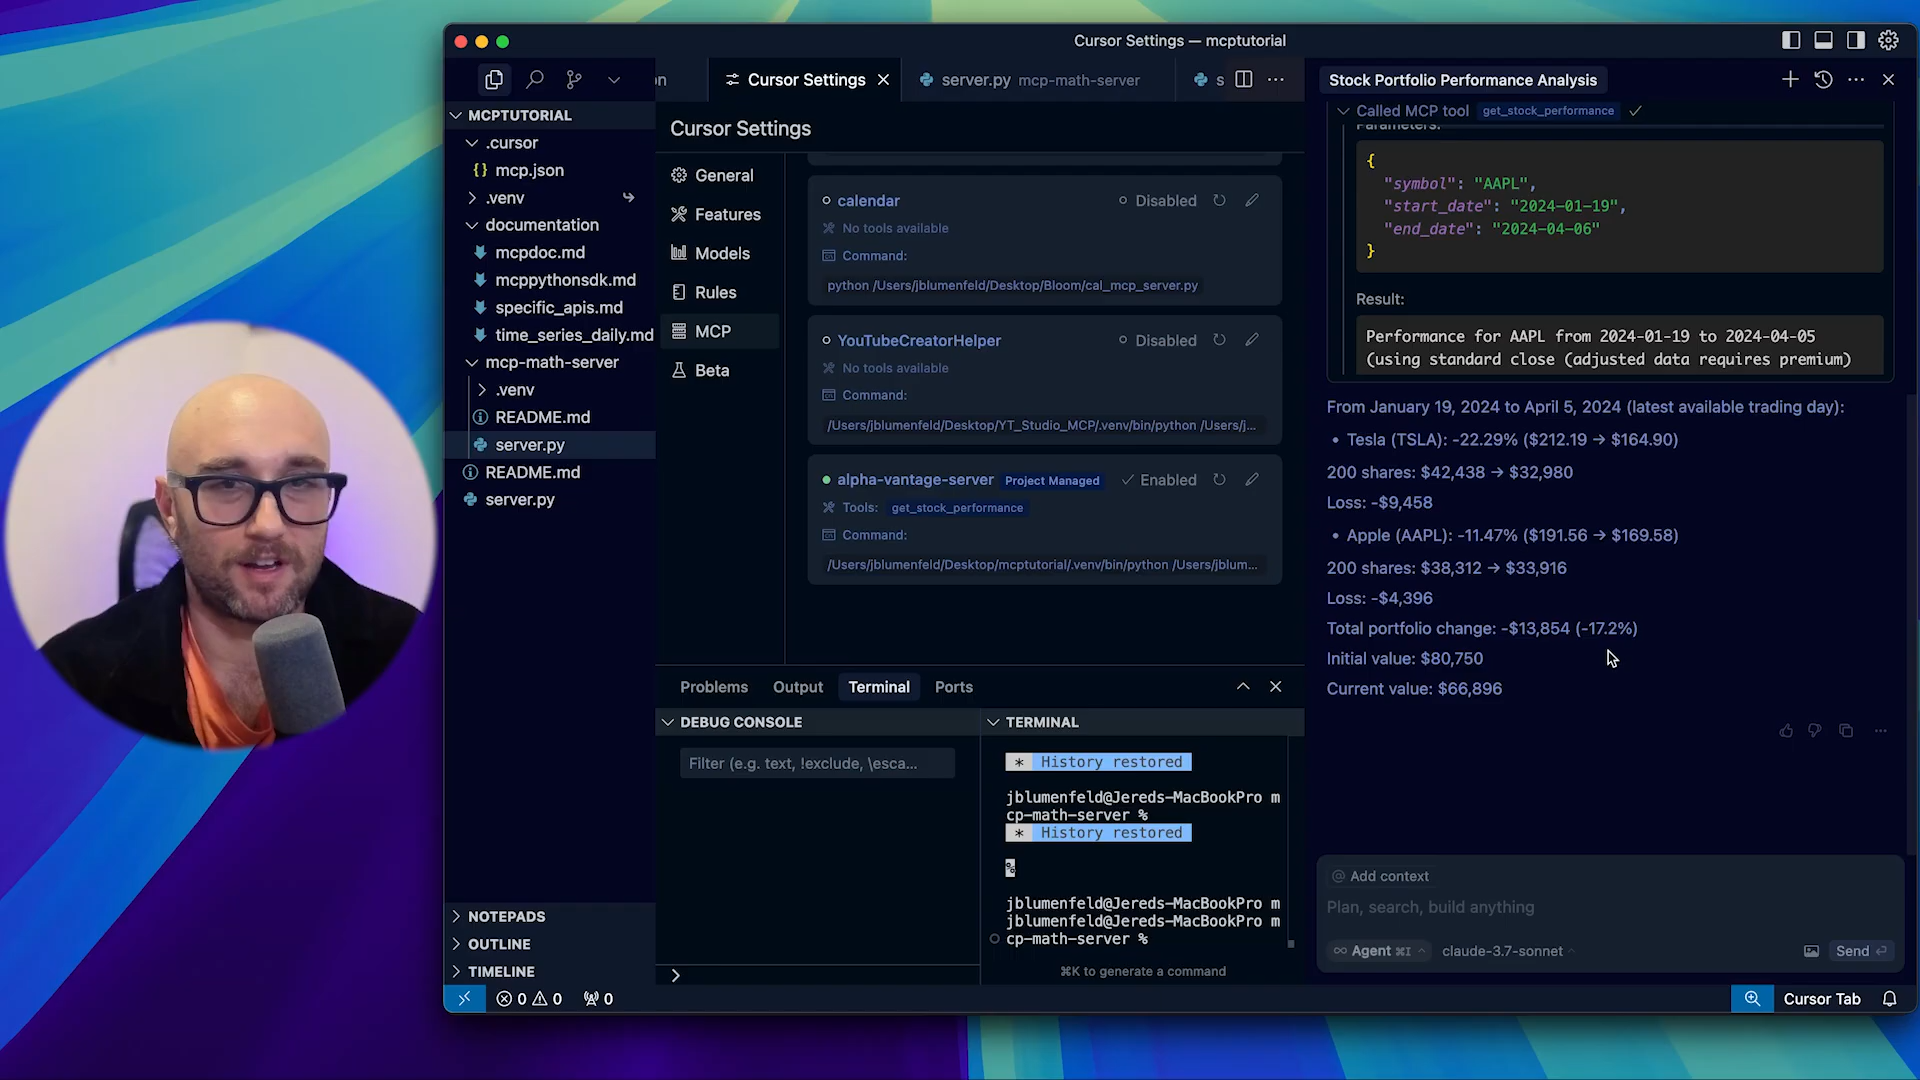 Cursor Settings — mcptutorial
on
Cursor Settings
server.py mcp-math-server
s
Stock Portfolio Performance Analysis
MCPTUTORIAL
.cursor
mcp.json
.venv
documentation
mcpdoc.md
mcppythonsdk.md
specific_apis.md
time_series_daily.md
mcp-math-server
.venv
README.md
server.py
README.md
server.py
NOTEPADS
OUTLINE
TIMELINE
Cursor Settings
General
Features
Models
Rules
MCP
Beta
calendar
Disabled
No tools available
Command:
python /Users/jblumenfeld/Desktop/Bloom/cal_mcp_server.py
YouTubeCreatorHelper
Disabled
No tools available
Command:
/Users/jblumenfeld/Desktop/YT_Studio_MCP/.venv/bin/python /Users/j...
alpha-vantage-server Project Managed
Enabled
Tools: get_stock_performance
Command:
/Users/jblumenfeld/Desktop/mcptutorial/.venv/bin/python /Users/jblum...
Problems
Output
Terminal
Ports
DEBUG CONSOLE
Filter (e.g. text, !exclude, \esca...
TERMINAL
* History restored
jblumenfeld@Jereds-MacBookPro m
cp-math-server %
* History restored
%
jblumenfeld@Jereds-MacBookPro m
jblumenfeld@Jereds-MacBookPro m
cp-math-server %
⌘K to generate a command
Called MCP tool get_stock_performance
Parameters:
{
"symbol": "AAPL",
"start_date": "2024-01-19",
"end_date": "2024-04-06"
}
Result:
Performance for AAPL from 2024-01-19 to 2024-04-05
(using standard close (adjusted data requires premium)
From January 19, 2024 to April 5, 2024 (latest available trading day):
• Tesla (TSLA): -22.29% ($212.19 → $164.90)
200 shares: $42,438 → $32,980
Loss: -$9,458
• Apple (AAPL): -11.47% ($191.56 → $169.58)
200 shares: $38,312 → $33,916
Loss: -$4,396
Total portfolio change: -$13,854 (-17.2%)
Initial value: $80,750
Current value: $66,896
@ Add context
Plan, search, build anything
∞ Agent ⌘I
claude-3.7-sonnet
Send
0 0 0
Cursor Tab